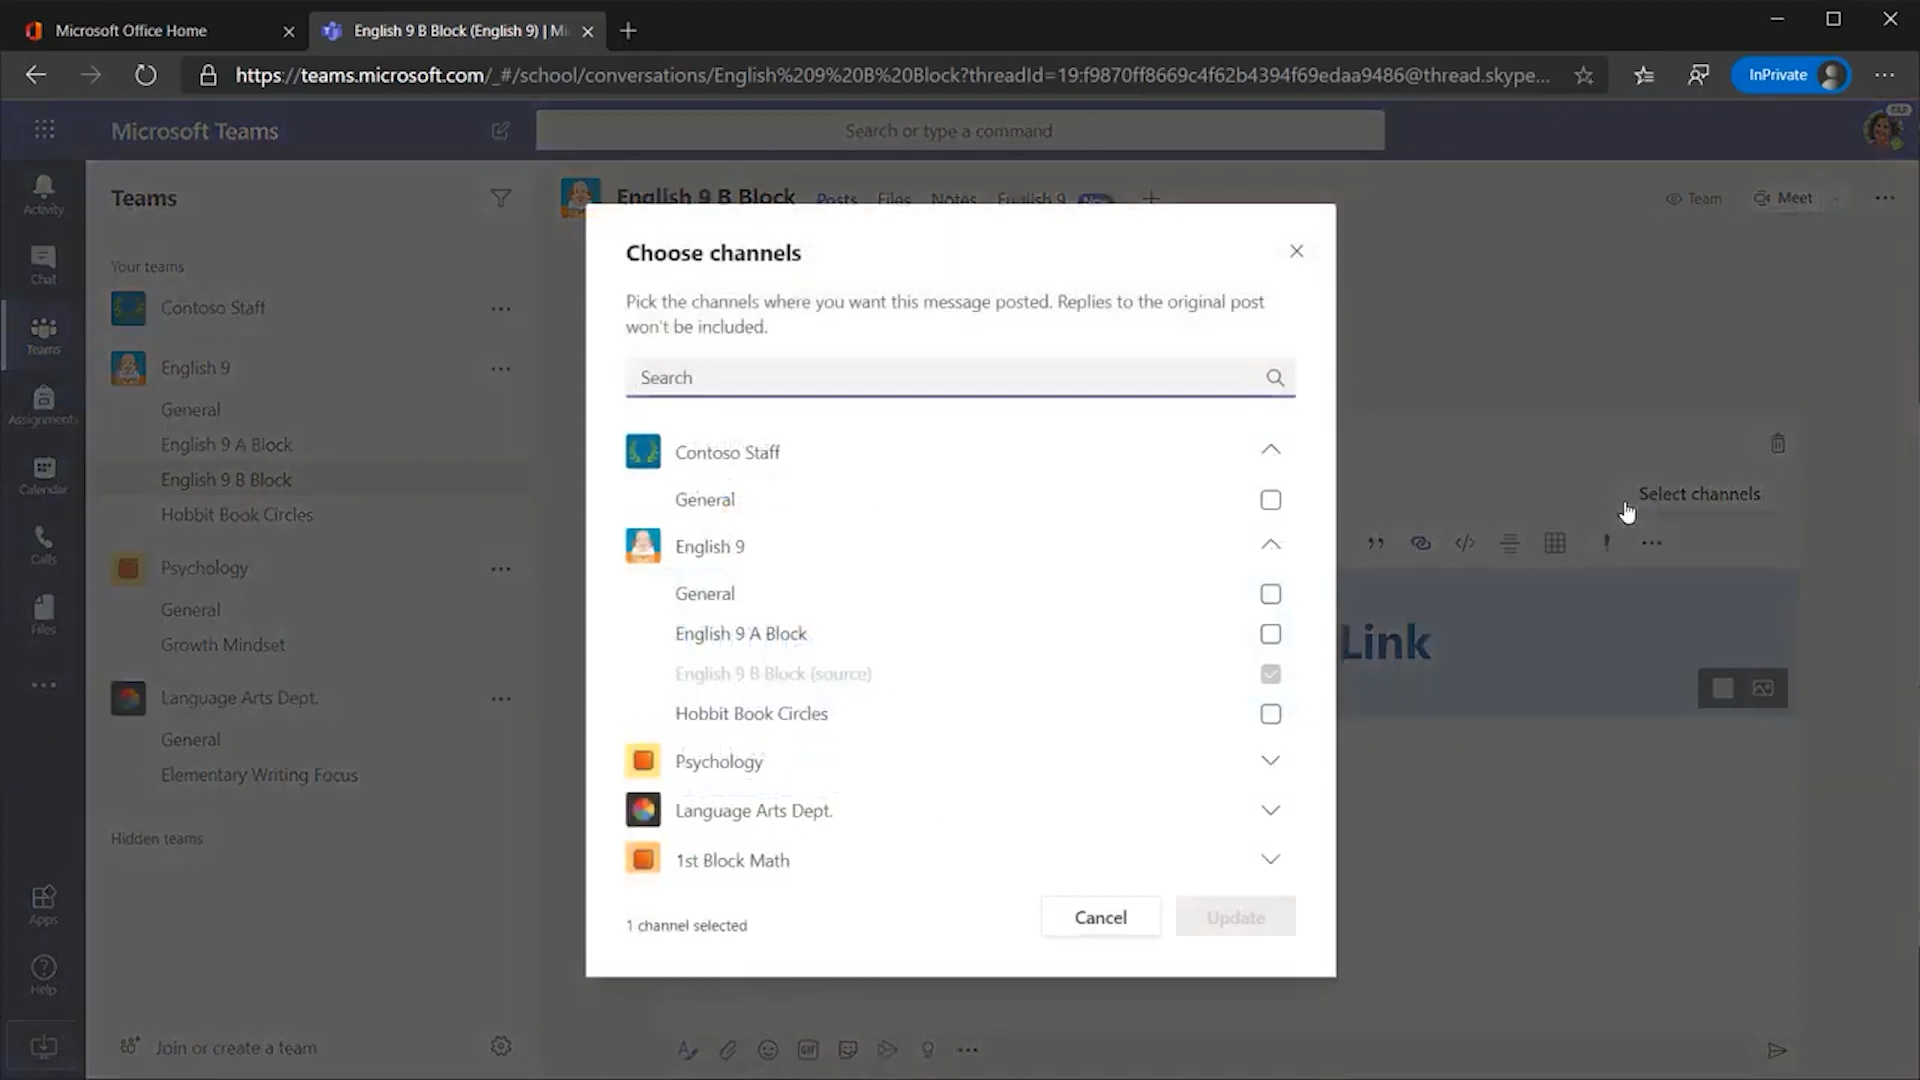 Microsoft Office Home
English 9 B Block (English 9) | Mi
https://teams.microsoft.com/_#/school/conversations/English%209%20B%20Block?threadId=19:f9870ff8669c4f62b4394f69edaa9486@thread.skype...
InPrivate
Microsoft Teams
Search or type a command
Activity
Chat
Teams
Assignments
Calendar
Calls
Files
Apps
Help
Teams
Your teams
Contoso Staff
English 9
General
English 9 A Block
English 9 B Block
Hobbit Book Circles
Psychology
General
Growth Mindset
Language Arts Dept.
General
Elementary Writing Focus
Hidden teams
Join or create a team
English 9 B Block
Posts
Files
Notes
English 9
Team
Meet
Choose channels
Pick the channels where you want this message posted. Replies to the original post
won't be included.
Search
Contoso Staff
General
English 9
General
English 9 A Block
English 9 B Block (source)
Hobbit Book Circles
Psychology
Language Arts Dept.
1st Block Math
1 channel selected
Cancel
Update
Select channels
Link
GIF